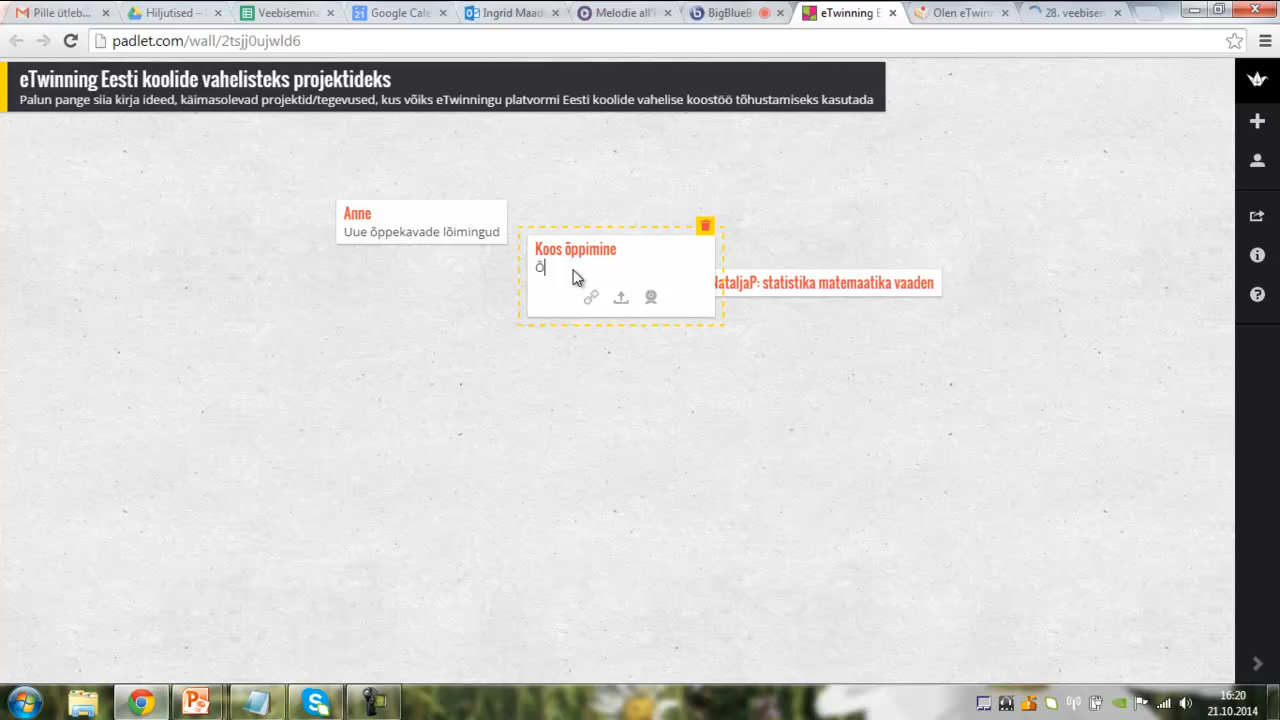 Pille ütleb
Hiljutised —
Veebisemina
Google Cale
Ingrid Maad
Melodie all'i
BigBlueB
eTwinning E
Olen eTwinn
28. veebisem
padlet.com/wall/2tsjj0ujwld6
eTwinning Eesti koolide vahelisteks projektideks
Palun pange siia kirja ideed, käimasolevad projektid/tegevused, kus võiks eTwinningu platvormi Eesti koolide vahelise koostöö tõhustamiseks kasutada
Anne
Uue õppekavade lõimingud
Koos õppimine
Õ
NataljaP: statistika matemaatika vaaden
16:20
21.10.2014